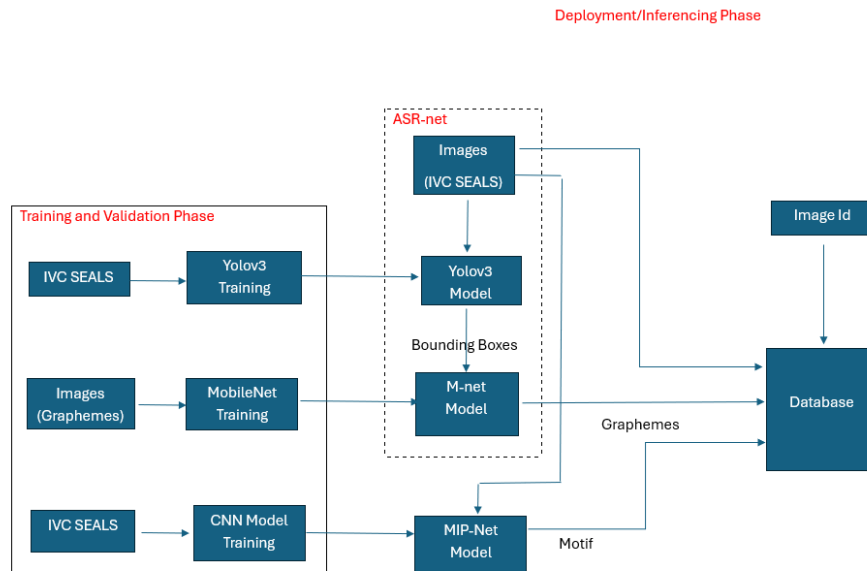 Deployment/Inferencing Phase
ASR-net
Images
(IVC SEALS)
Training and Validation Phase
Image Id
IVC SEALS
Yolov3
Training
Yolov3
Model
Bounding Boxes
Images
(Graphemes)
MobileNet
Training
M-net
Model
Database
Graphemes
IVC SEALS
CNN Model
Training
MIP-Net
Model
Motif